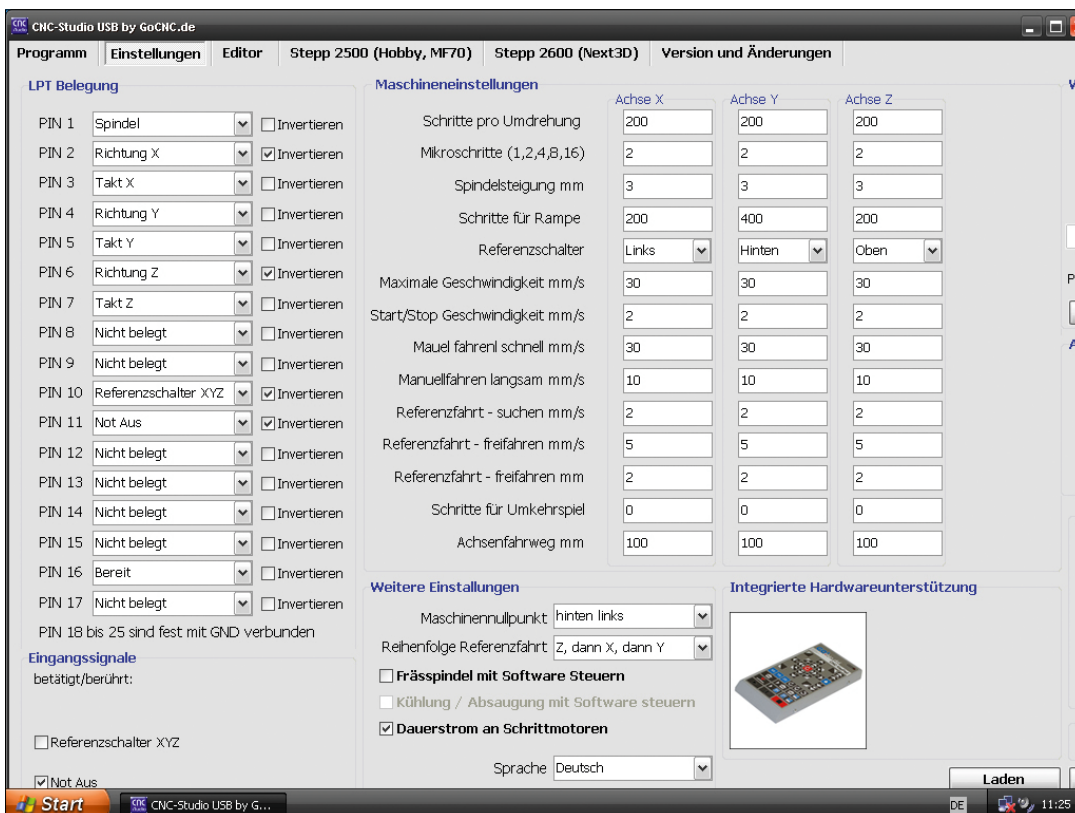 CNC-Studio USB by GoCNC.de
Programm Einstellungen Editor Stepp 2500 (Hobby, MF70) Stepp 2600 (Next3D) Version und Änderungen
LPT Belegung
PIN 1 Spindel Invertieren
PIN 2 Richtung X Invertieren
PIN 3 Takt X Invertieren
PIN 4 Richtung Y Invertieren
PIN 5 Takt Y Invertieren
PIN 6 Richtung Z Invertieren
PIN 7 Takt Z Invertieren
PIN 8 Nicht belegt Invertieren
PIN 9 Nicht belegt Invertieren
PIN 10 Referenzschalter XYZ Invertieren
PIN 11 Not Aus Invertieren
PIN 12 Nicht belegt Invertieren
PIN 13 Nicht belegt Invertieren
PIN 14 Nicht belegt Invertieren
PIN 15 Nicht belegt Invertieren
PIN 16 Bereit Invertieren
PIN 17 Nicht belegt Invertieren
PIN 18 bis 25 sind fest mit GND verbunden
Eingangssignale
betätigt/berührt:
Referenzschalter XYZ
Not Aus
Maschineneinstellungen
Achse X Achse Y Achse Z
Schritte pro Umdrehung 200 200 200
Mikroschritte (1,2,4,8,16) 2 2 2
Spindelsteigung mm 3 3 3
Schritte für Rampe 200 400 200
Referenzschalter Links Hinten Oben
Maximale Geschwindigkeit mm/s 30 30 30
Start/Stop Geschwindigkeit mm/s 2 2 2
Mauel fahrenl schnell mm/s 30 30 30
Manuellfahren langsam mm/s 10 10 10
Referenzfahrt - suchen mm/s 2 2 2
Referenzfahrt - freifahren mm/s 5 5 5
Referenzfahrt - freifahren mm 2 2 2
Schritte für Umkehrspiel 0 0 0
Achsenfahrweg mm 100 100 100
Weitere Einstallungen
Maschinennullpunkt hinten links
Reihenfolge Referenzfahrt Z, dann X, dann Y
Frässpindel mit Software Steuern
Kühlung / Absaugung mit Software steuern
Dauerstrom an Schrittmotoren
Sprache Deutsch
Integrierte Hardwareunterstützung
Laden
Start CNC-Studio USB by G... DE 11:25